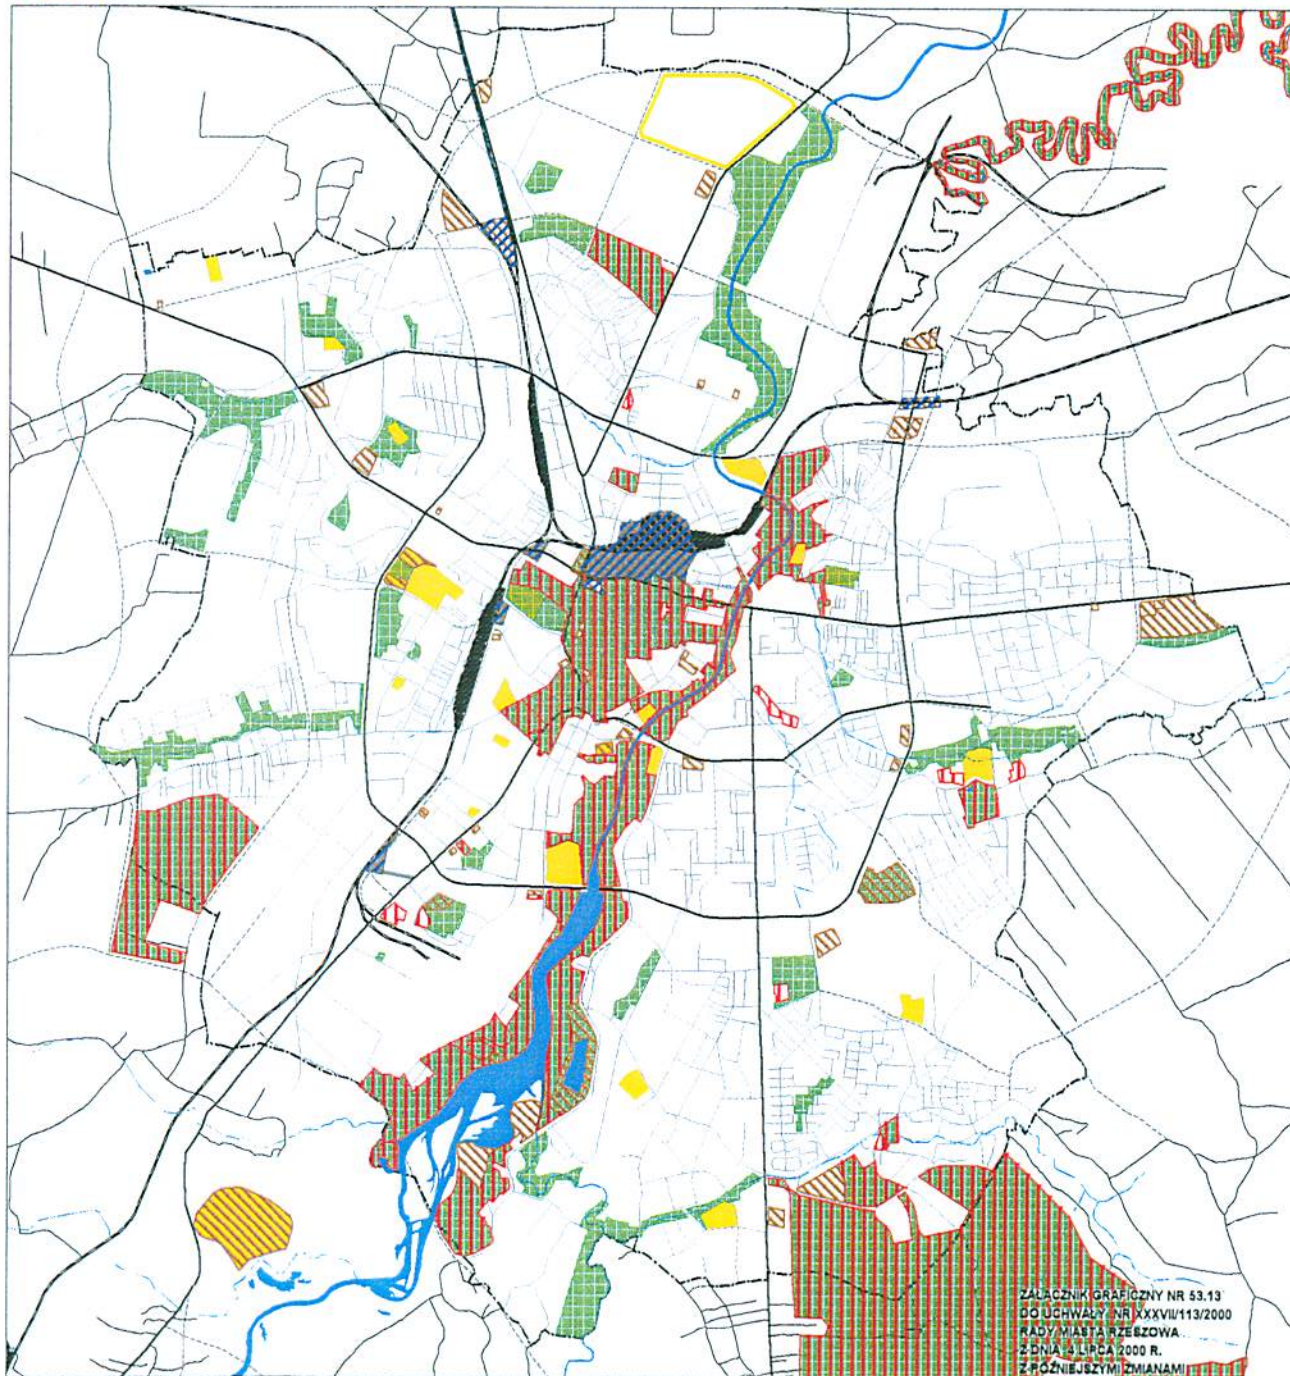 ZAŁĄCZNIK GRAFICZNY NR 53.13
DO UCHWAŁY NR XXXVII/113/2000
RADY MIASTA RZESZOWA
Z DNIA 4 LIPCA 2000 R.
Z PÓŹNIEJSZYMI ZMIANAMI